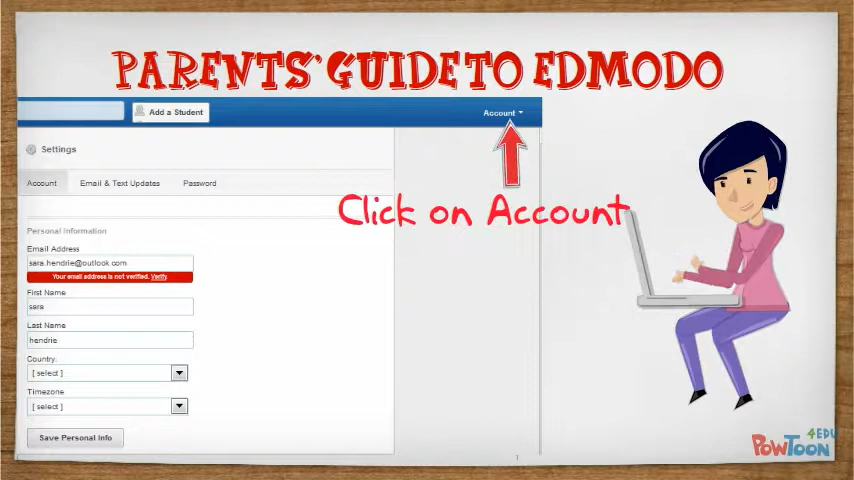 PARENTS' GUIDE TO EDMODO
Add a Student
Account
Settings
Account Email & Text Updates Password
Click on Account
Personal Information
Email Address
sara.hendrie@outlook.com
Your email address is not verified. Verify.
First Name
sara
Last Name
hendrie
Country:
[ select ]
Timezone
[ select ]
Save Personal Info
1
POWTOON 4EDU